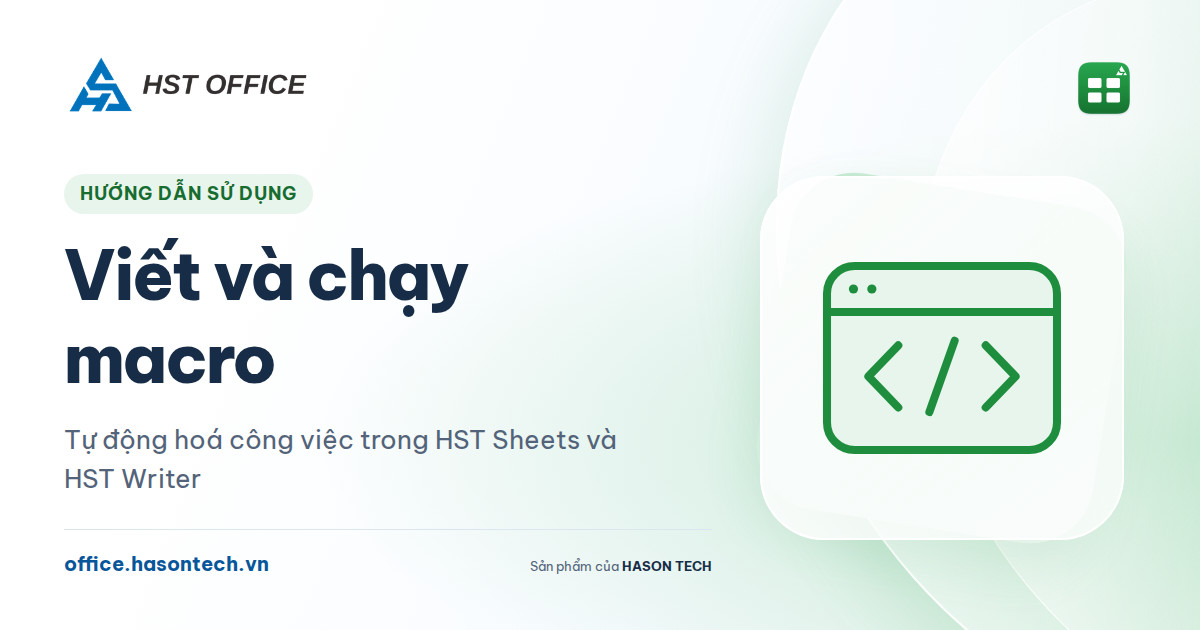 HST OFFICE
HƯỚNG DẪN SỬ DỤNG
Viết và chạy
macro
Tự động hoá công việc trong HST Sheets và
HST Writer
office.hasontech.vn
Sản phẩm của HASON TECH